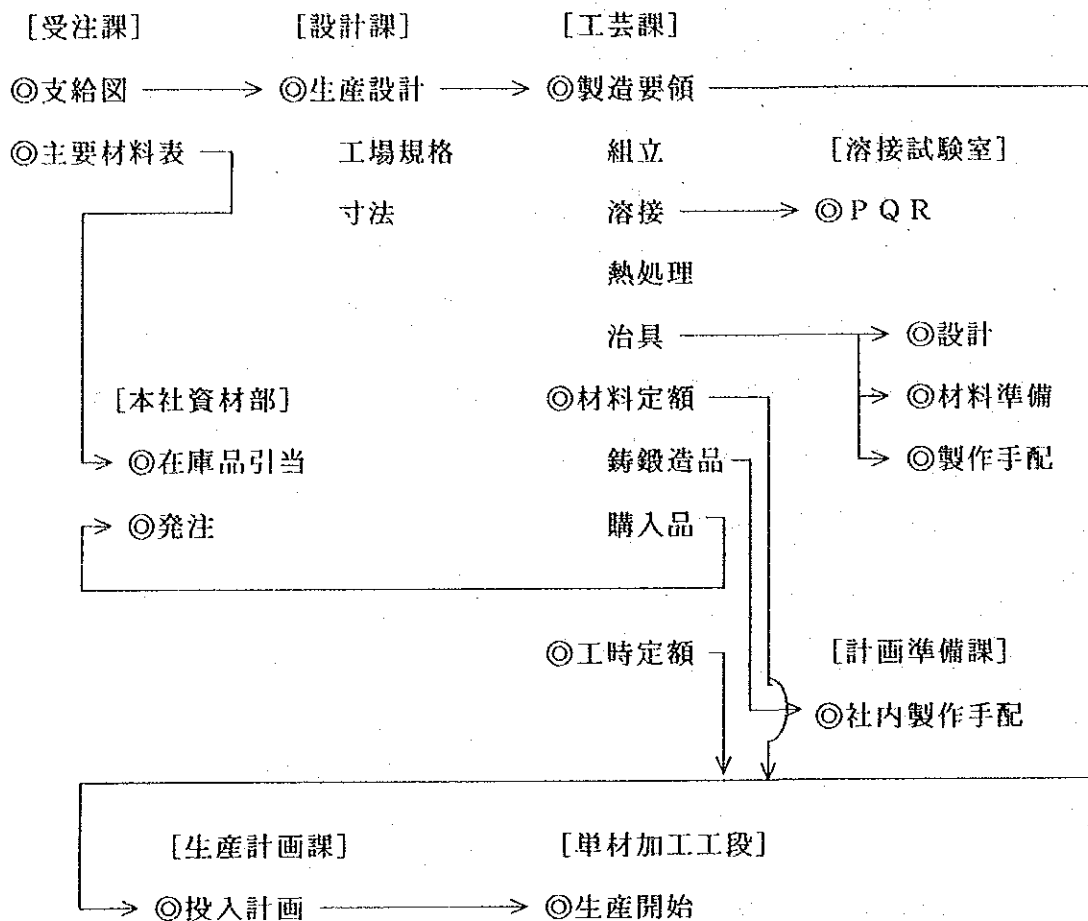 [受注課] [設計課] [工芸課]
◎支給図 ◎生産設計 ◎製造要領
◎主要材料表 工場規格 組立 [溶接試験室]
寸法 溶接 ◎PQR
熱処理
治具 ◎設計
[本社資材部] ◎材料定額 ◎材料準備
◎在庫品引当 鋳鍛造品 ◎製作手配
◎発注 購入品
◎工時定額 [計画準備課]
◎社内製作手配
[生産計画課] [単材加工工段]
◎投入計画 ◎生産開始